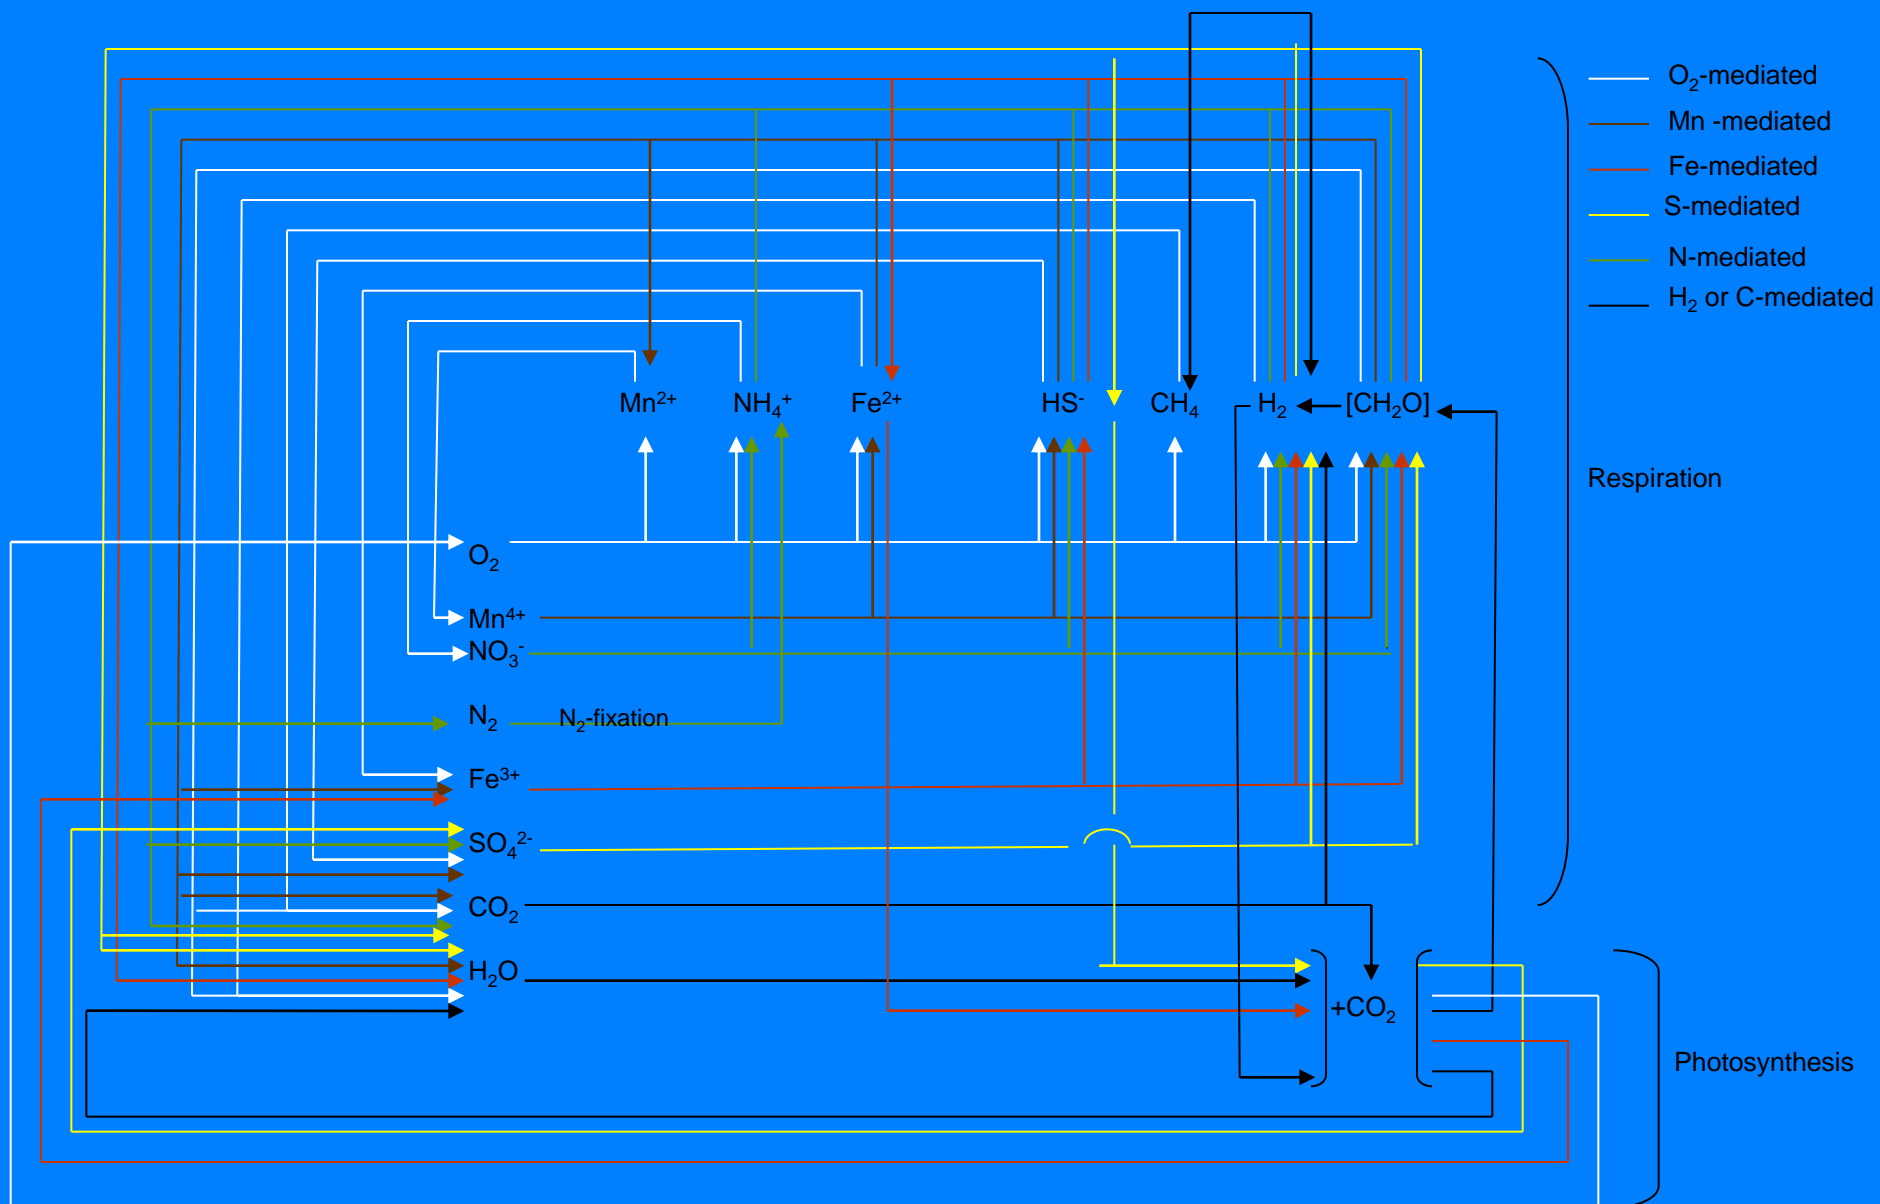 O₂-mediated
Mn -mediated
Fe-mediated
S-mediated
N-mediated
H₂ or C-mediated
Mn²⁺ NH₄⁺ Fe²⁺ HS⁻ CH₄ H₂ [CH₂O]
Respiration
O₂
Mn⁴⁺
NO₃⁻
N₂ N₂-fixation
Fe³⁺
SO₄²⁻
CO₂
H₂O
+CO₂
Photosynthesis